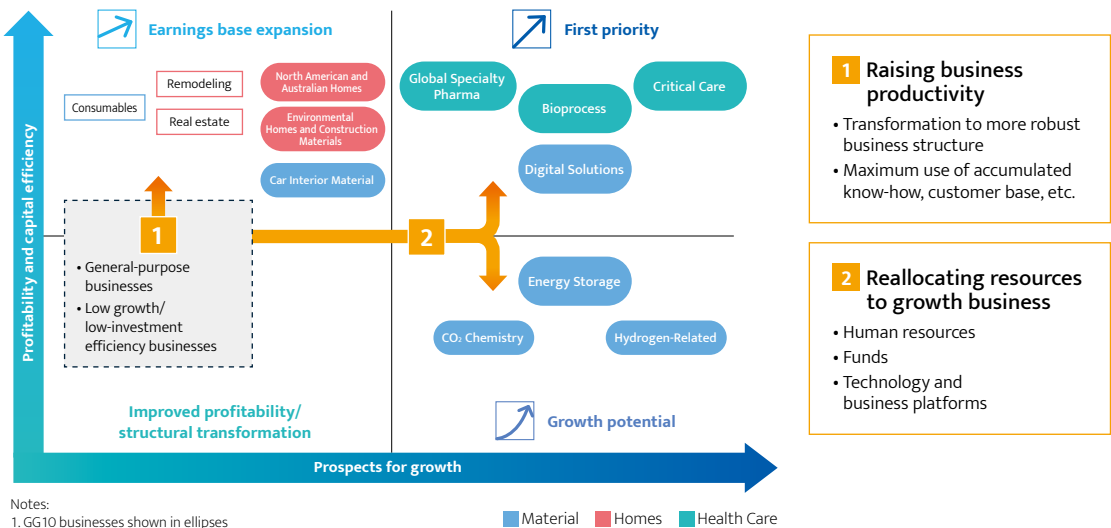 Profitability and capital efficiency
Earnings base expansion
Consumables
Remodeling
Real estate
North American and
Australian Homes
Environmental
Homes and Construction
Materials
Car Interior Material
First priority
Global Specialty
Pharma
Bioprocess
Critical Care
Digital Solutions
1
• General-purpose
businesses
• Low growth/
low-investment
efficiency businesses
2
Energy Storage
CO₂ Chemistry
Hydrogen-Related
Improved profitability/
structural transformation
Growth potential
Prospects for growth
1 Raising business
productivity
• Transformation to more robust
business structure
• Maximum use of accumulated
know-how, customer base, etc.
2 Reallocating resources
to growth business
• Human resources
• Funds
• Technology and
business platforms
Notes:
1. GG10 businesses shown in ellipses
Material
Homes
Health Care